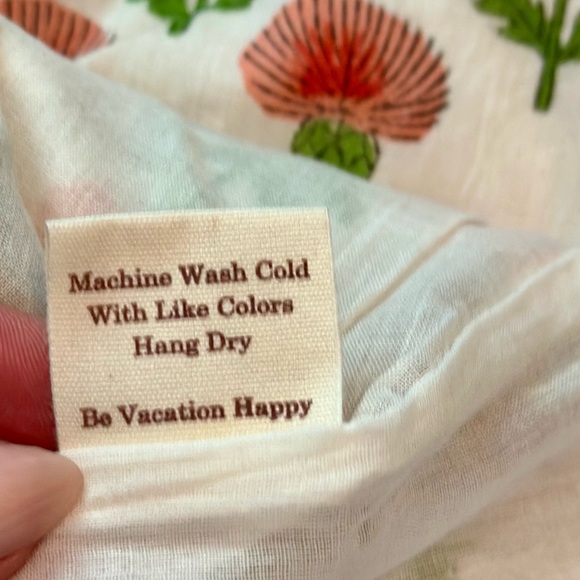 Machine Wash Cold
With Like Colors
Hang Dry
Be Vacation Happy